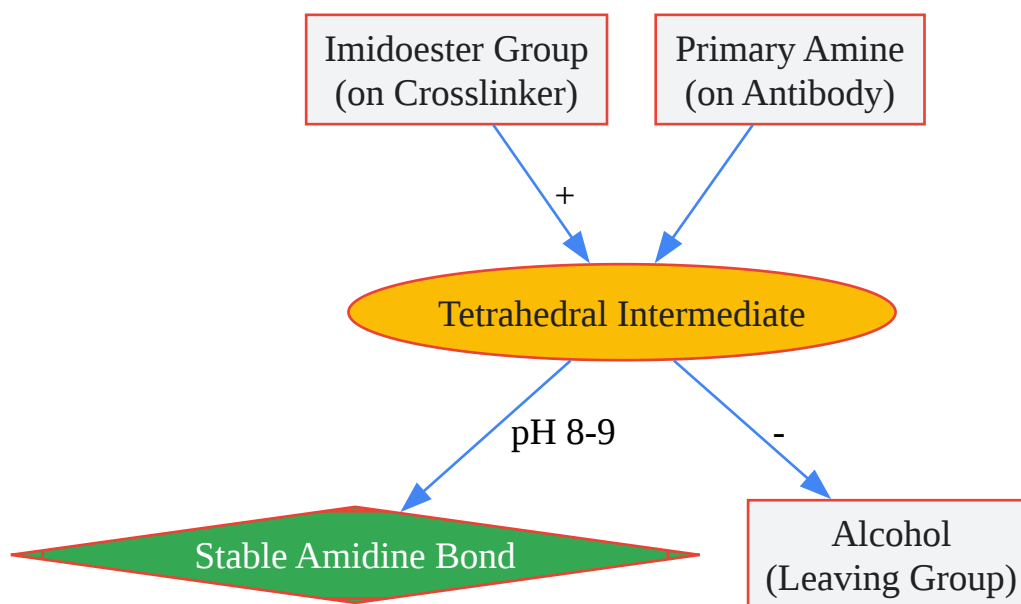 Imidoester Group
(on Crosslinker)
Primary Amine
(on Antibody)
+
Tetrahedral Intermediate
pH 8-9
-
Stable Amidine Bond
Alcohol
(Leaving Group)